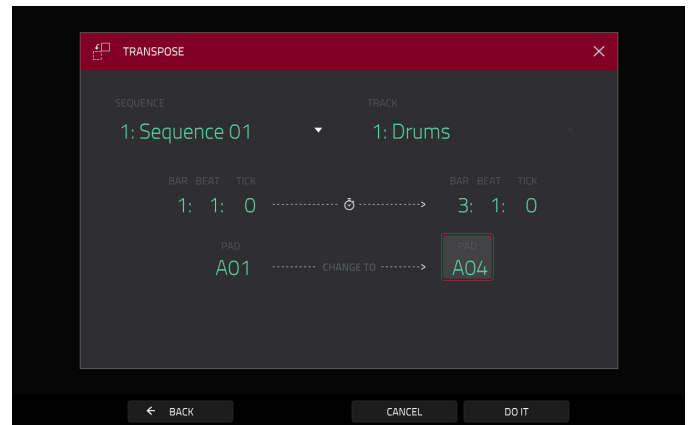 TRANSPOSE
SEQUENCE TRACK
1: Sequence 01 1: Drums
BAR BEAT TICK BAR BEAT TICK
1: 1: 0 3: 1: 0
PAD PAD
A01 CHANGE TO A04
BACK CANCEL DO IT